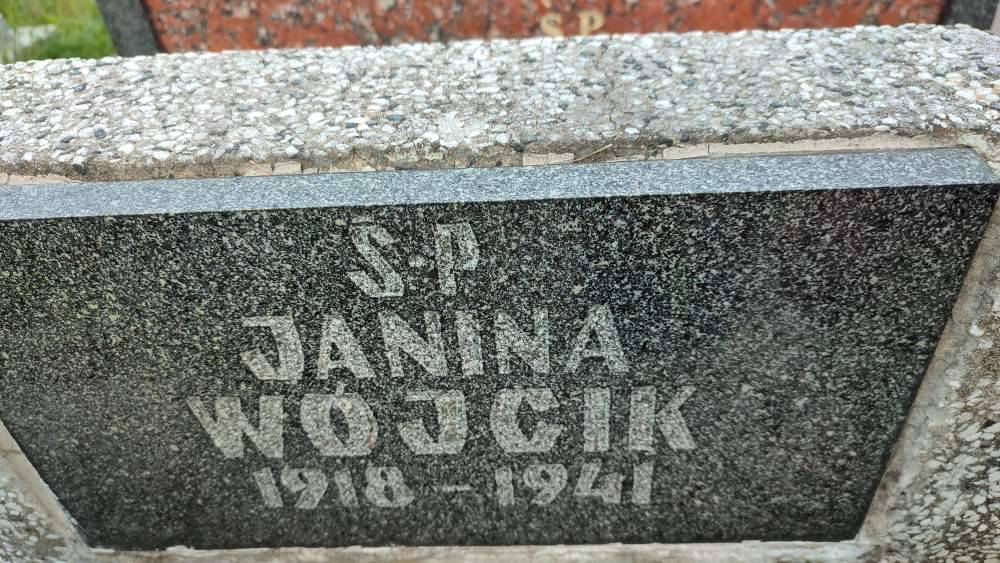 S.P
Ś.P
JANINA
WÓJCIK
1918 - 1941